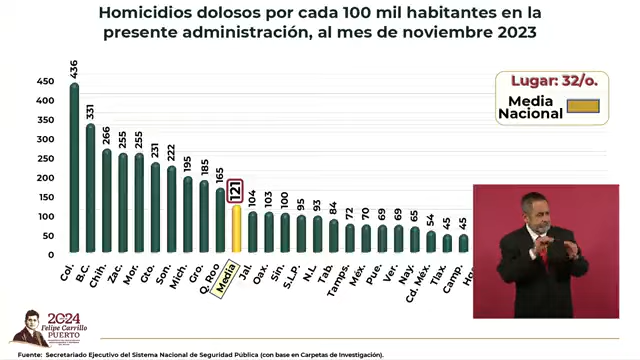 Homicidios dolosos por cada 100 mil habitantes en la
presente administración, al mes de noviembre 2023
Lugar: 32/o.
Media
Nacional
450
400
350
300
250
200
150
100
50
0
436
331
266
255
255
231
222
195
185
165
121
104
103
100
95
93
84
72
70
69
69
65
54
45
45
Col.
B.C.
Chih.
Zac.
Mor.
Gto.
Son.
Mich.
Gro.
Q. Roo
Media
Jal.
Oax.
Sin.
S.L.P.
N.L.
Tab.
Tamps.
Méx.
Pue.
Ver.
Nay.
Cd. Méx.
Tlax.
Camp.
2024
Felipe Carrillo
PUERTO
Fuente: Secretariado Ejecutivo del Sistema Nacional de Seguridad Pública (con base en Carpetas de Investigación).